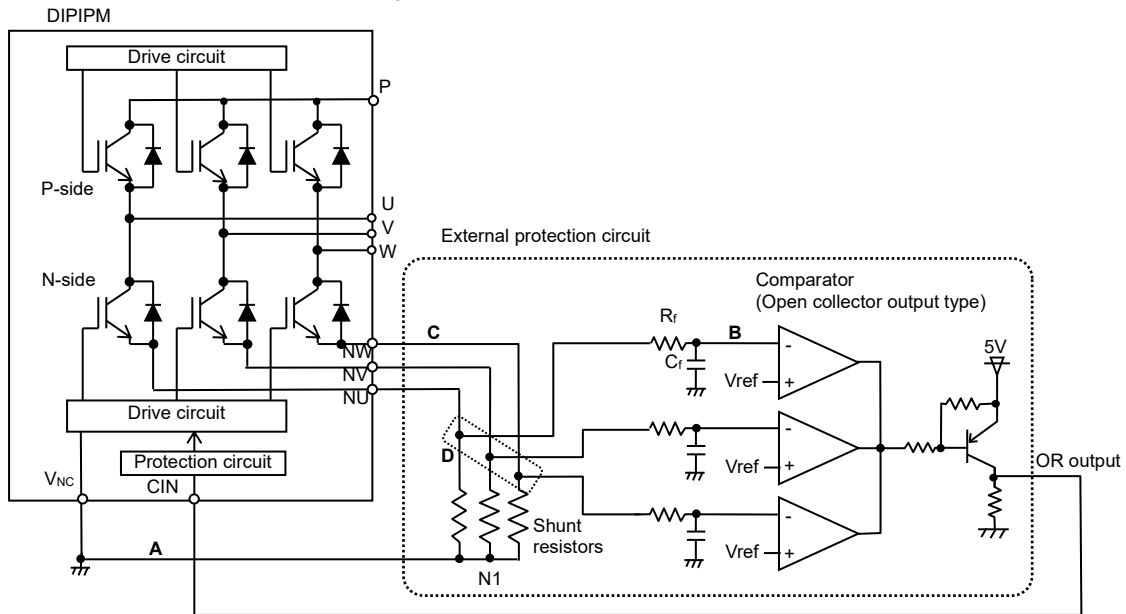 DIPIPM
Drive circuit
P
P-side
U
V
W
N-side
NW
NV
NU
Drive circuit
Protection circuit
VNC
CIN
A
External protection circuit
Comparator
(Open collector output type)
C
Rf
B
Cf
-
Vref
+
5V
-
Vref
+
D
OR output
-
Vref
+
Shunt
resistors
N1